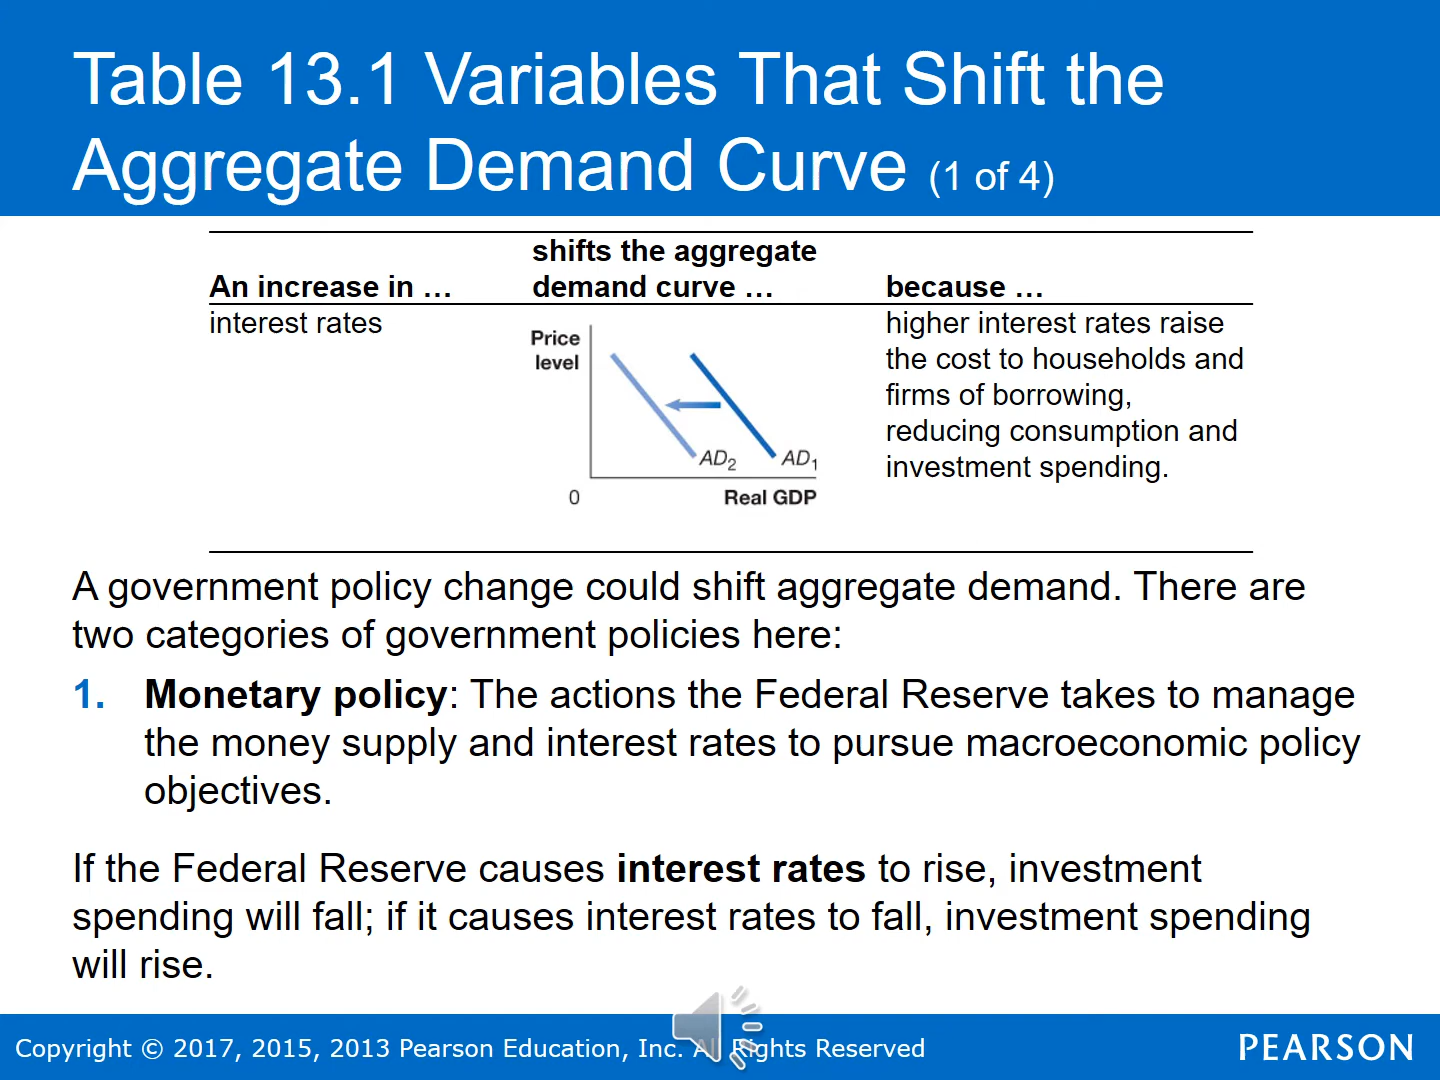 Table 13.1 Variables That Shift the
Aggregate Demand Curve (1 of 4)
An increase in …
shifts the aggregate
demand curve …
because …
interest rates
Price
level
AD2
AD1
0
Real GDP
higher interest rates raise
the cost to households and
firms of borrowing,
reducing consumption and
investment spending.
A government policy change could shift aggregate demand. There are
two categories of government policies here:
1. Monetary policy: The actions the Federal Reserve takes to manage
the money supply and interest rates to pursue macroeconomic policy
objectives.
If the Federal Reserve causes interest rates to rise, investment
spending will fall; if it causes interest rates to fall, investment spending
will rise.
Copyright © 2017, 2015, 2013 Pearson Education, Inc. All Rights Reserved
PEARSON